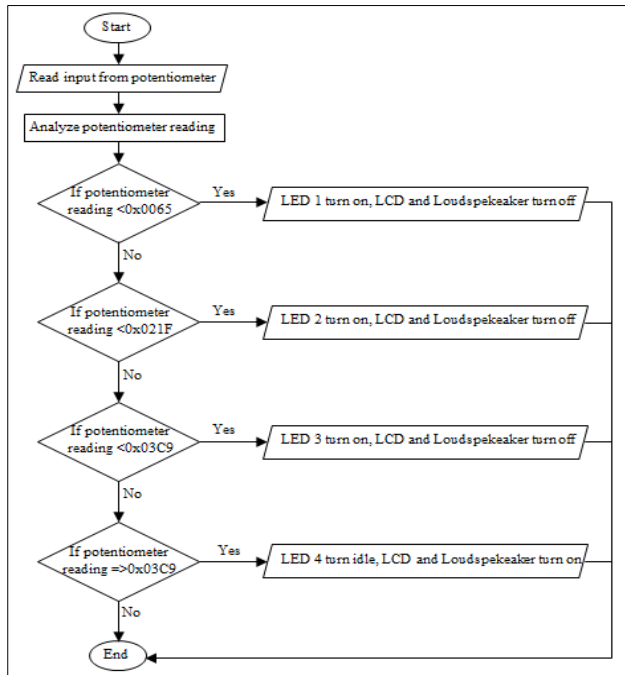 Start
Read input from potentiometer
Analyze potentiometer reading
If potentiometer
reading <0x0065
Yes
LED 1 turn on, LCD and Loudspekeaker turn off
No
If potentiometer
reading <0x021F
Yes
LED 2 turn on, LCD and Loudspekeaker turn off
No
If potentiometer
reading <0x03C9
Yes
LED 3 turn on, LCD and Loudspekeaker turn off
No
If potentiometer
reading =>0x03C9
Yes
LED 4 turn idle, LCD and Loudspekeaker turn on
No
End